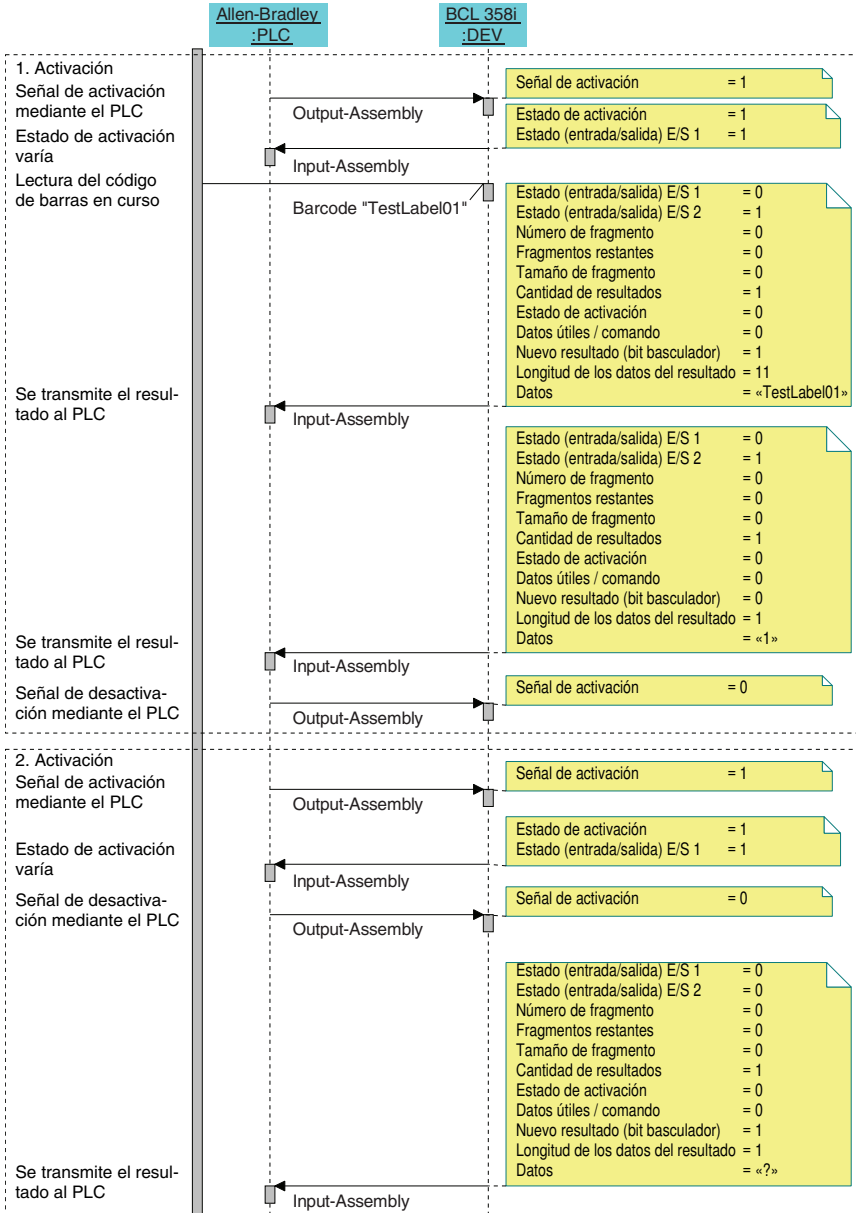 Allen-Bradley
:PLC
BCL 358i
:DEV
1. Activación
Señal de activación
mediante el PLC
Output-Assembly
Señal de activación = 1
Estado de activación = 1
Estado (entrada/salida) E/S 1 = 1
Estado de activación
varía
Input-Assembly
Lectura del código
de barras en curso
Barcode "TestLabel01"
Estado (entrada/salida) E/S 1 = 0
Estado (entrada/salida) E/S 2 = 1
Número de fragmento = 0
Fragmentos restantes = 0
Tamaño de fragmento = 0
Cantidad de resultados = 1
Estado de activación = 0
Datos útiles / comando = 0
Nuevo resultado (bit basculador) = 1
Longitud de los datos del resultado = 11
Datos = «TestLabel01»
Se transmite el resul-
tado al PLC
Input-Assembly
Estado (entrada/salida) E/S 1 = 0
Estado (entrada/salida) E/S 2 = 1
Número de fragmento = 0
Fragmentos restantes = 0
Tamaño de fragmento = 0
Cantidad de resultados = 1
Estado de activación = 0
Datos útiles / comando = 0
Nuevo resultado (bit basculador) = 0
Longitud de los datos del resultado = 1
Datos = «1»
Se transmite el resul-
tado al PLC
Input-Assembly
Señal de desactiva-
ción mediante el PLC
Output-Assembly
Señal de activación = 0
2. Activación
Señal de activación
mediante el PLC
Output-Assembly
Señal de activación = 1
Estado de activación = 1
Estado (entrada/salida) E/S 1 = 1
Estado de activación
varía
Input-Assembly
Señal de desactiva-
ción mediante el PLC
Output-Assembly
Señal de activación = 0
Estado (entrada/salida) E/S 1 = 0
Estado (entrada/salida) E/S 2 = 0
Número de fragmento = 0
Fragmentos restantes = 0
Tamaño de fragmento = 0
Cantidad de resultados = 1
Estado de activación = 0
Datos útiles / comando = 0
Nuevo resultado (bit basculador) = 1
Longitud de los datos del resultado = 1
Datos = «?»
Se transmite el resul-
tado al PLC
Input-Assembly